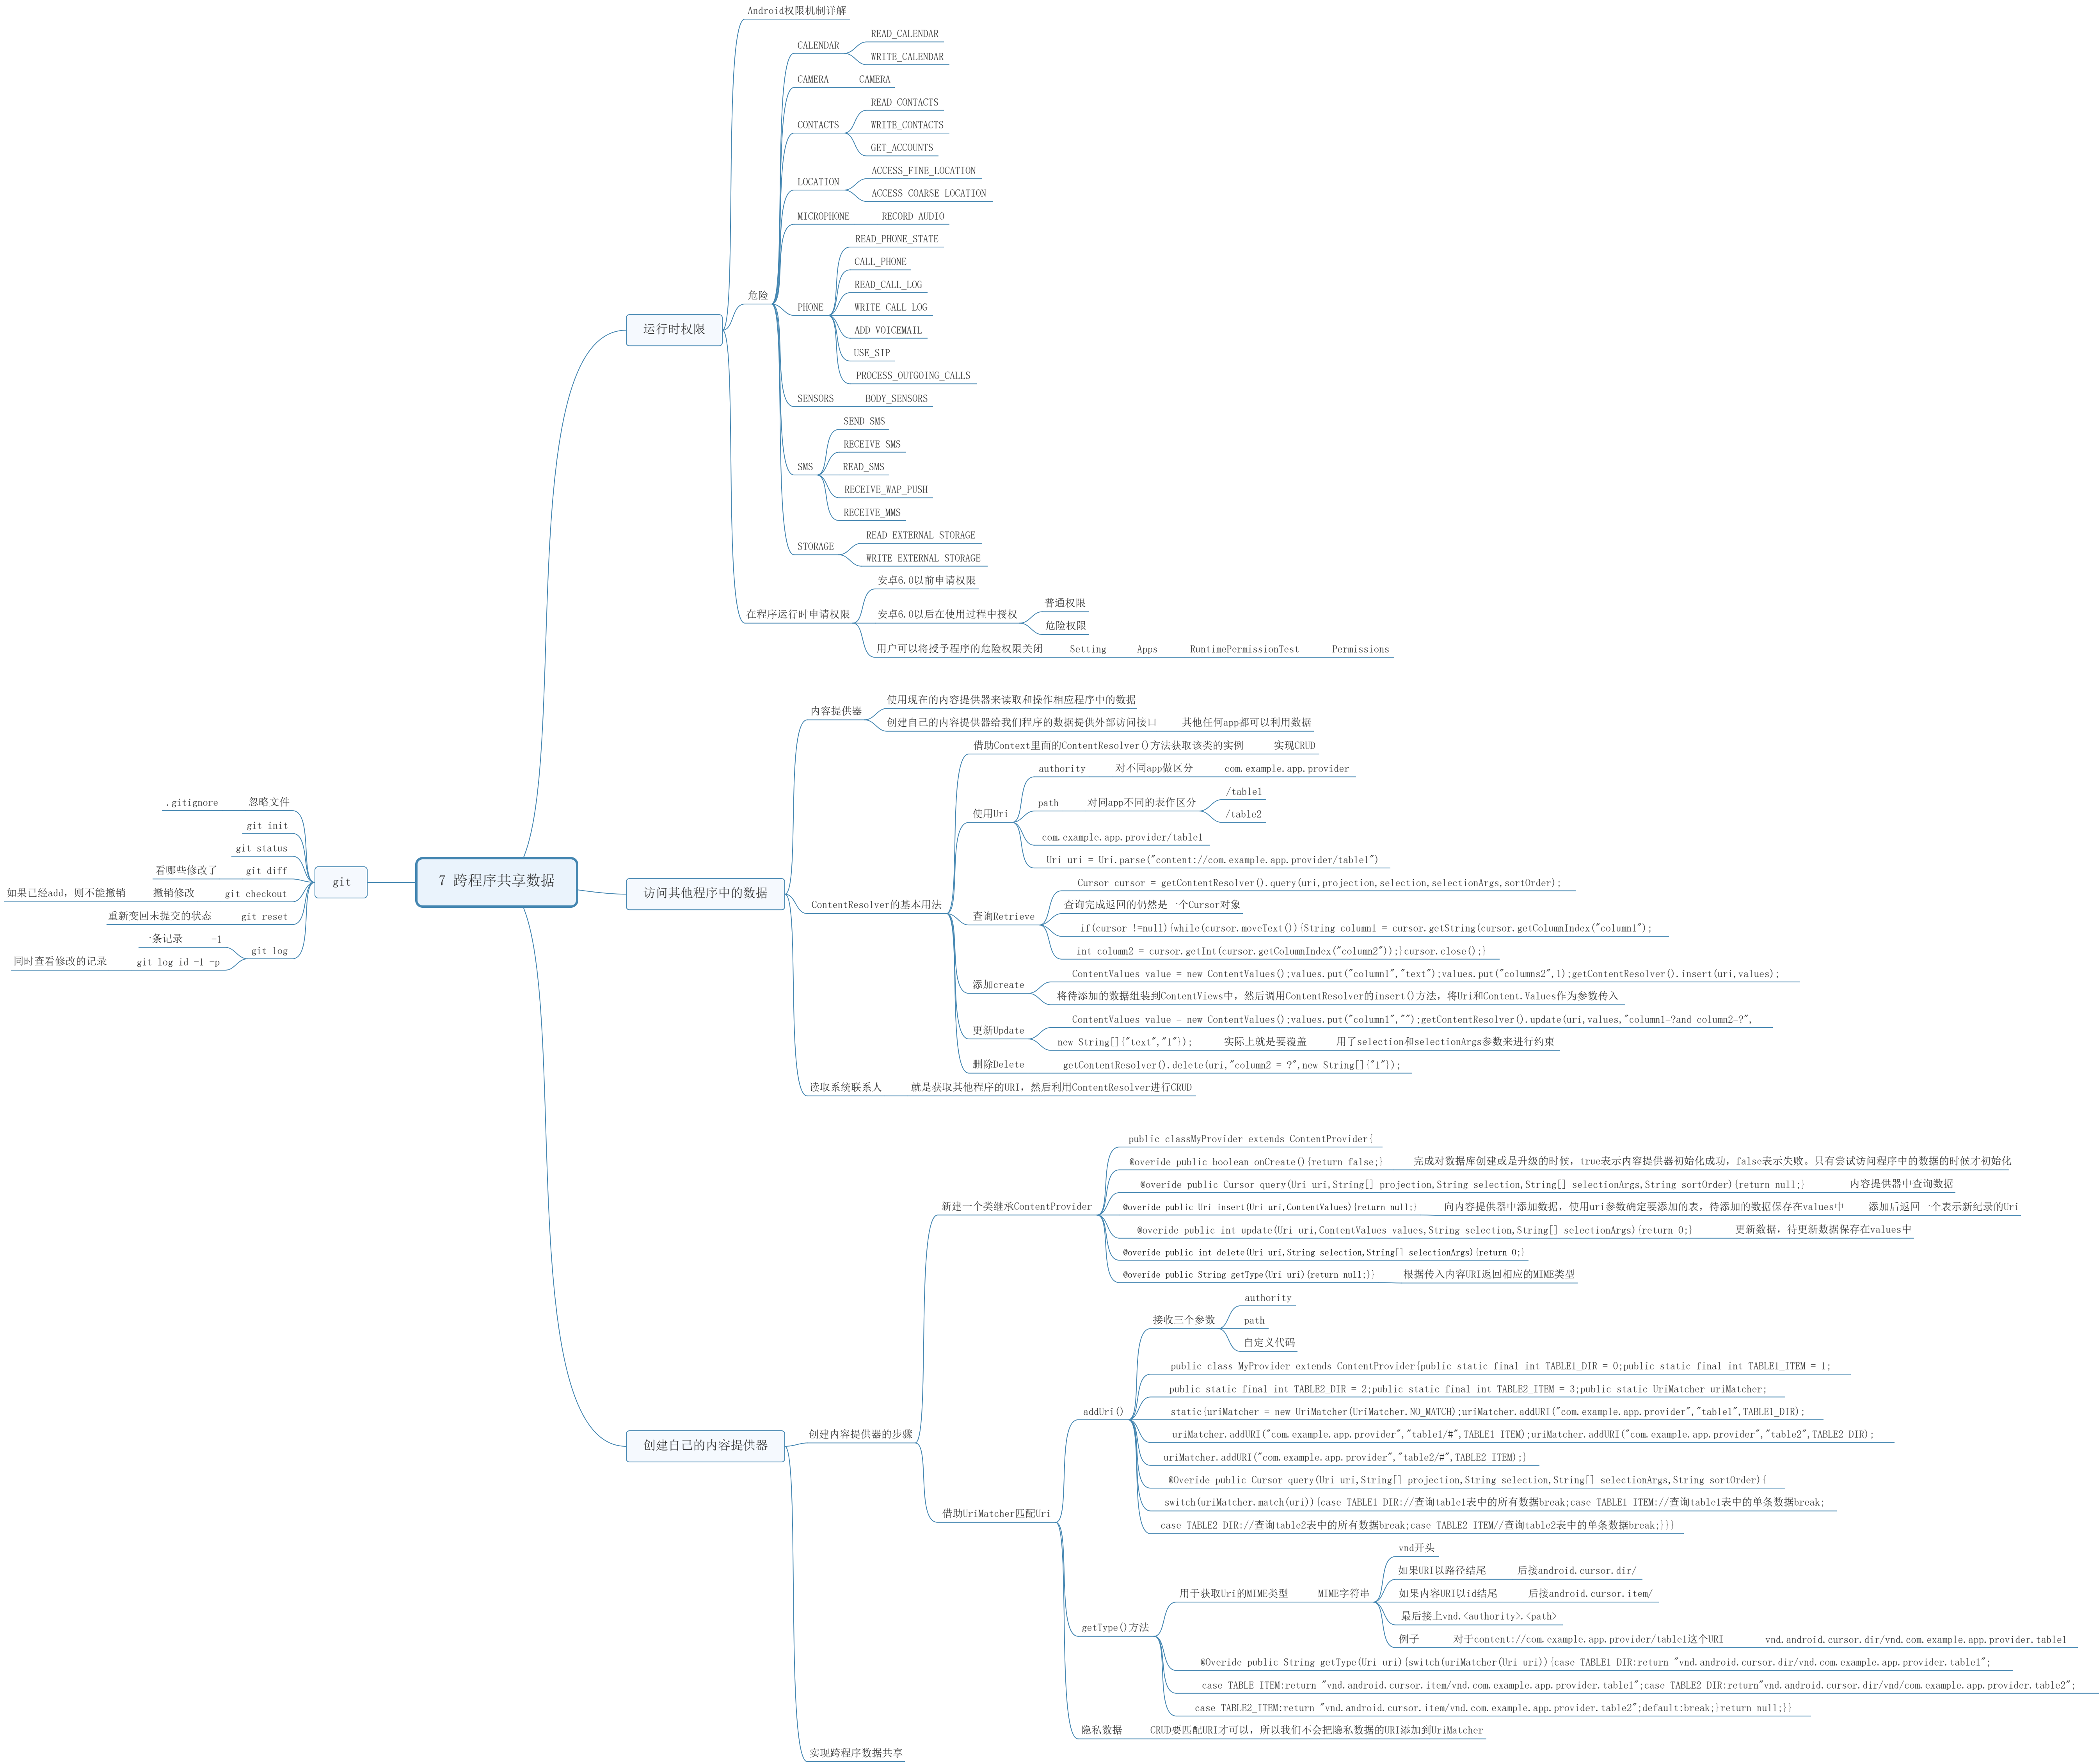 7 跨程序共享数据
运行时权限
Android权限机制详解
危险
CALENDAR
READ_CALENDAR
WRITE_CALENDAR
CAMERA
CAMERA
CONTACTS
READ_CONTACTS
WRITE_CONTACTS
GET_ACCOUNTS
LOCATION
ACCESS_FINE_LOCATION
ACCESS_COARSE_LOCATION
MICROPHONE
RECORD_AUDIO
PHONE
READ_PHONE_STATE
CALL_PHONE
READ_CALL_LOG
WRITE_CALL_LOG
ADD_VOICEMAIL
USE_SIP
PROCESS_OUTGOING_CALLS
SENSORS
BODY_SENSORS
SMS
SEND_SMS
RECEIVE_SMS
READ_SMS
RECEIVE_WAP_PUSH
RECEIVE_MMS
STORAGE
READ_EXTERNAL_STORAGE
WRITE_EXTERNAL_STORAGE
在程序运行时申请权限
安卓6.0以前申请权限
安卓6.0以后在使用过程中授权
普通权限
危险权限
用户可以将授予程序的危险权限关闭
Setting
Apps
RuntimePermissionTest
Permissions
访问其他程序中的数据
内容提供器
使用现在的内容提供器来读取和操作相应程序中的数据
创建自己的内容提供器给我们程序的数据提供外部访问接口
其他任何app都可以利用数据
ContentResolver的基本用法
借助Context里面的ContentResolver()方法获取该类的实例
实现CRUD
使用Uri
authority
对不同app做区分
com.example.app.provider
path
对同app不同的表作区分
/table1
/table2
com.example.app.provider/table1
Uri uri = Uri.parse("content://com.example.app.provider/table1")
查询Retrieve
Cursor cursor = getContentResolver().query(uri,projection,selection,selectionArgs,sortOrder);
查询完成返回的仍然是一个Cursor对象
if(cursor !=null){while(cursor.moveText()){String column1 = cursor.getString(cursor.getColumnIndex("column1");
int column2 = cursor.getInt(cursor.getColumnIndex("column2"));}cursor.close();}
添加create
ContentValues value = new ContentValues();values.put("column1","text");values.put("columns2",1);getContentResolver().insert(uri,values);
将待添加的数据组装到ContentViews中，然后调用ContentResolver的insert()方法，将Uri和Content.Values作为参数传入
更新Update
ContentValues value = new ContentValues();values.put("column1","");getContentResolver().update(uri,values,"column1=?and column2=?",
new String[]{"text","1"});
实际上就是要覆盖
用了selection和selectionArgs参数来进行约束
删除Delete
getContentResolver().delete(uri,"column2 = ?",new String[]{"1"});
读取系统联系人
就是获取其他程序的URI，然后利用ContentResolver进行CRUD
创建自己的内容提供器
创建内容提供器的步骤
新建一个类继承ContentProvider
public classMyProvider extends ContentProvider{
@overide public boolean onCreate(){return false;}
完成对数据库创建或是升级的时候，true表示内容提供器初始化成功，false表示失败。只有尝试访问程序中的数据的时候才初始化
@overide public Cursor query(Uri uri,String[] projection,String selection,String[] selectionArgs,String sortOrder){return null;}
内容提供器中查询数据
@overide public Uri insert(Uri uri,ContentValues){return null;}
向内容提供器中添加数据，使用uri参数确定要添加的表，待添加的数据保存在values中
添加后返回一个表示新纪录的Uri
@overide public int update(Uri uri,ContentValues values,String selection,String[] selectionArgs){return 0;}
更新数据，待更新数据保存在values中
@overide public int delete(Uri uri,String selection,String[] selectionArgs){return 0;}
@overide public String getType(Uri uri){return null;}}
根据传入内容URI返回相应的MIME类型
借助UriMatcher匹配Uri
addUri()
接收三个参数
authority
path
自定义代码
public class MyProvider extends ContentProvider{public static final int TABLE1_DIR = 0;public static final int TABLE1_ITEM = 1;
public static final int TABLE2_DIR = 2;public static final int TABLE2_ITEM = 3;public static UriMatcher uriMatcher;
static{uriMatcher = new UriMatcher(UriMatcher.NO_MATCH);uriMatcher.addURI("com.example.app.provider","table1",TABLE1_DIR);
uriMatcher.addURI("com.example.app.provider","table1/#",TABLE1_ITEM);uriMatcher.addURI("com.example.app.provider","table2",TABLE2_DIR);
uriMatcher.addURI("com.example.app.provider","table2/#",TABLE2_ITEM);}
@Overide public Cursor query(Uri uri,String[] projection,String selection,String[] selectionArgs,String sortOrder){
switch(uriMatcher.match(uri)){case TABLE1_DIR://查询table1表中的所有数据break;case TABLE1_ITEM://查询table1表中的单条数据break;
case TABLE2_DIR://查询table2表中的所有数据break;case TABLE2_ITEM//查询table2表中的单条数据break;}}}
getType()方法
用于获取Uri的MIME类型
MIME字符串
vnd开头
如果URI以路径结尾
后接android.cursor.dir/
如果内容URI以id结尾
后接android.cursor.item/
最后接上vnd.<authority>.<path>
例子
对于content://com.example.app.provider/table1这个URI
vnd.android.cursor.dir/vnd.com.example.app.provider.table1
@Overide public String getType(Uri uri){switch(uriMatcher(Uri uri)){case TABLE1_DIR:return "vnd.android.cursor.dir/vnd.com.example.app.provider.table1";
case TABLE_ITEM:return "vnd.android.cursor.item/vnd.com.example.app.provider.table1";case TABLE2_DIR:return"vnd.android.cursor.dir/vnd/com.example.app.provider.table2";
case TABLE2_ITEM:return "vnd.android.cursor.item/vnd.com.example.app.provider.table2";default:break;}return null;}}
隐私数据
CRUD要匹配URI才可以，所以我们不会把隐私数据的URI添加到UriMatcher
实现跨程序数据共享
git
.gitignore
忽略文件
git init
git status
看哪些修改了
git diff
如果已经add，则不能撤销
撤销修改
git checkout
重新变回未提交的状态
git reset
git log
一条记录
-1
同时查看修改的记录
git log id -1 -p